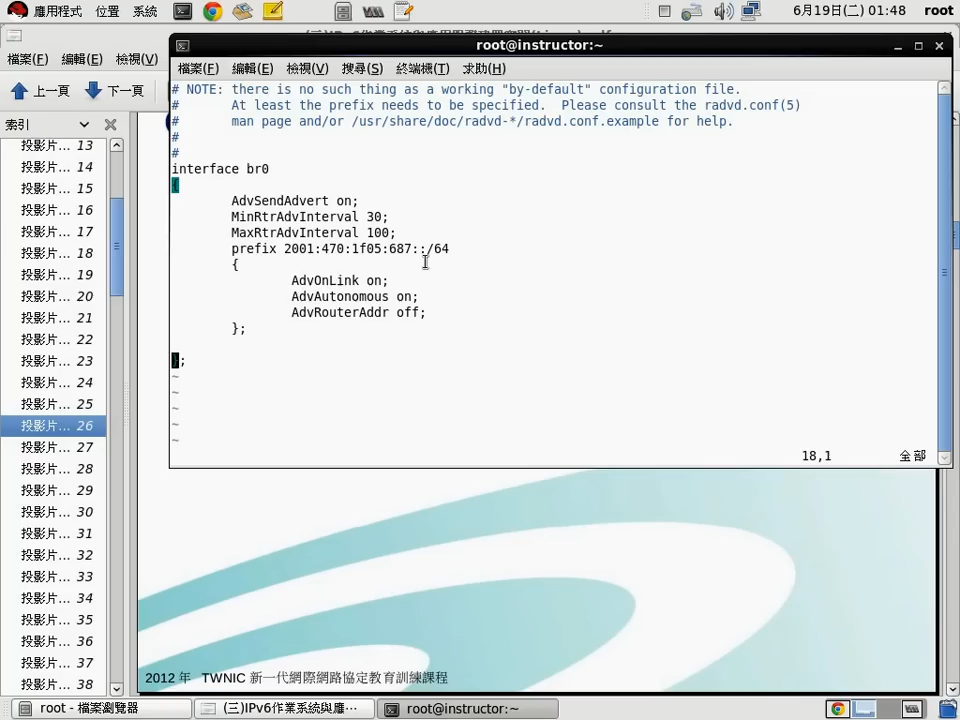 應用程式 位置 系統
6月19日(二) 01:48 root
檔案(F) 編輯(E) 檢視(V)
上一頁 下一頁
索引
投影片... 13
投影片... 14
投影片... 15
投影片... 16
投影片... 17
投影片... 18
投影片... 19
投影片... 20
投影片... 21
投影片... 22
投影片... 23
投影片... 24
投影片... 25
投影片... 26
投影片... 27
投影片... 28
投影片... 29
投影片... 30
投影片... 31
投影片... 32
投影片... 33
投影片... 34
投影片... 35
投影片... 36
投影片... 37
投影片... 38
root@instructor:~
檔案(F) 編輯(E) 檢視(V) 搜尋(S) 終端機(T) 求助(H)
# NOTE: there is no such thing as a working "by-default" configuration file.
# At least the prefix needs to be specified. Please consult the radvd.conf(5)
# man page and/or /usr/share/doc/radvd-*/radvd.conf.example for help.
#
#
interface br0
{
AdvSendAdvert on;
MinRtrAdvInterval 30;
MaxRtrAdvInterval 100;
prefix 2001:470:1f05:687::/64
{
AdvOnLink on;
AdvAutonomous on;
AdvRouterAddr off;
};
};
~
~
~
~
~
18,1 全部
2012 年 TWNIC 新一代網際網路協定教育訓練課程
root - 檔案瀏覽器
(三)IPv6作業系統與應⋯
root@instructor:~